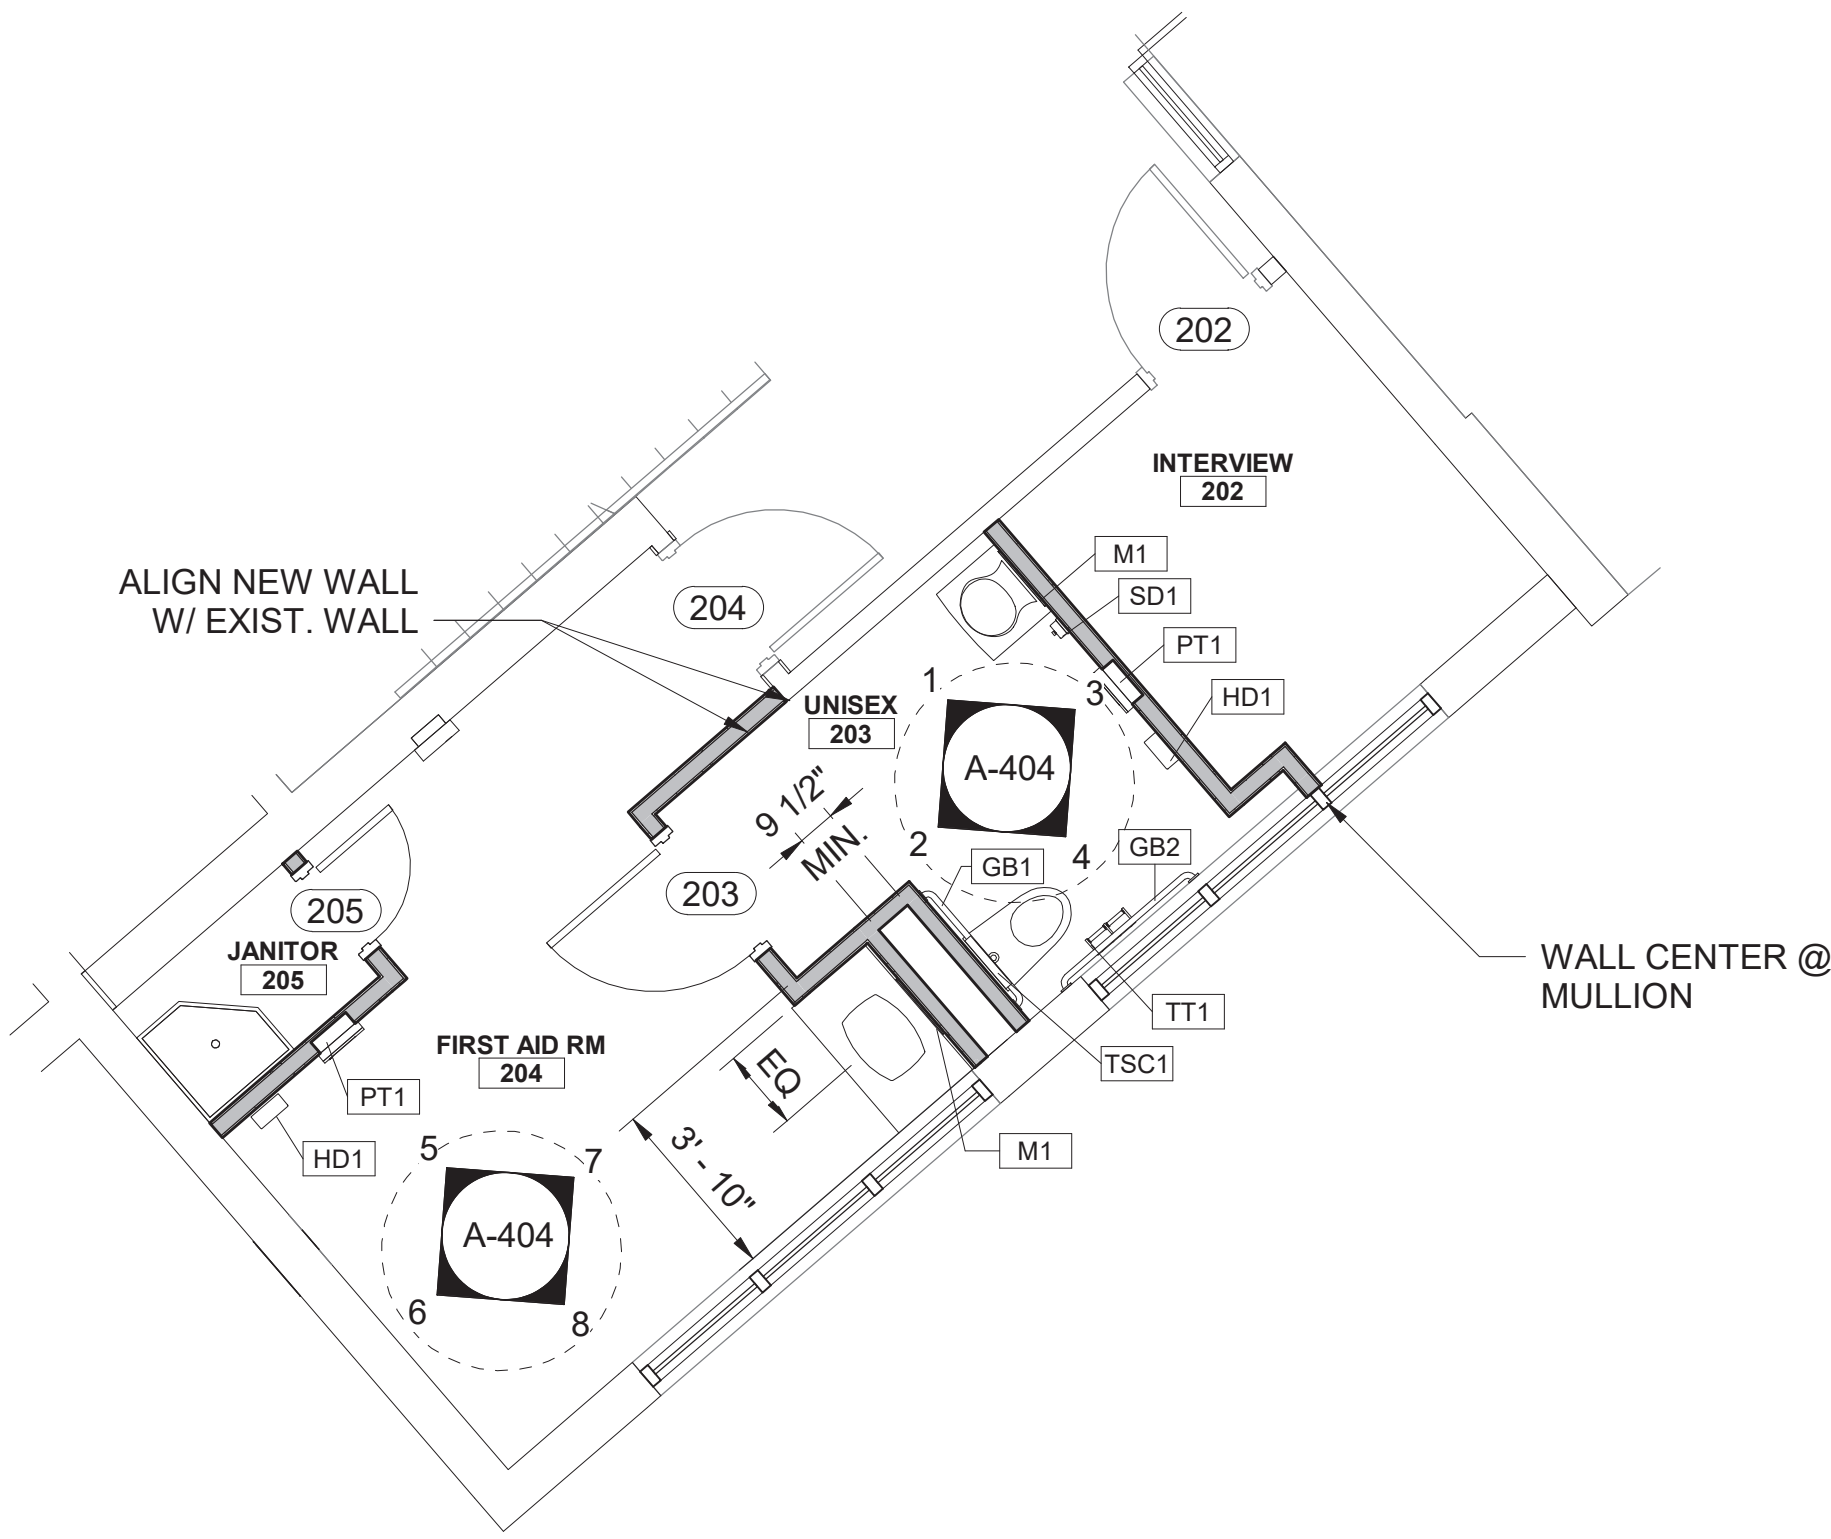 202
INTERVIEW
202
M1
SD1
PT1
HD1
ALIGN NEW WALL
W/ EXIST. WALL
204
UNISEX
203
1
3
A-404
2
4
9 1/2"
MIN.
GB1
GB2
203
205
JANITOR
205
WALL CENTER @
MULLION
TT1
TSC1
FIRST AID RM
204
EQ
PT1
HD1
M1
3' - 10"
5
7
A-404
6
8